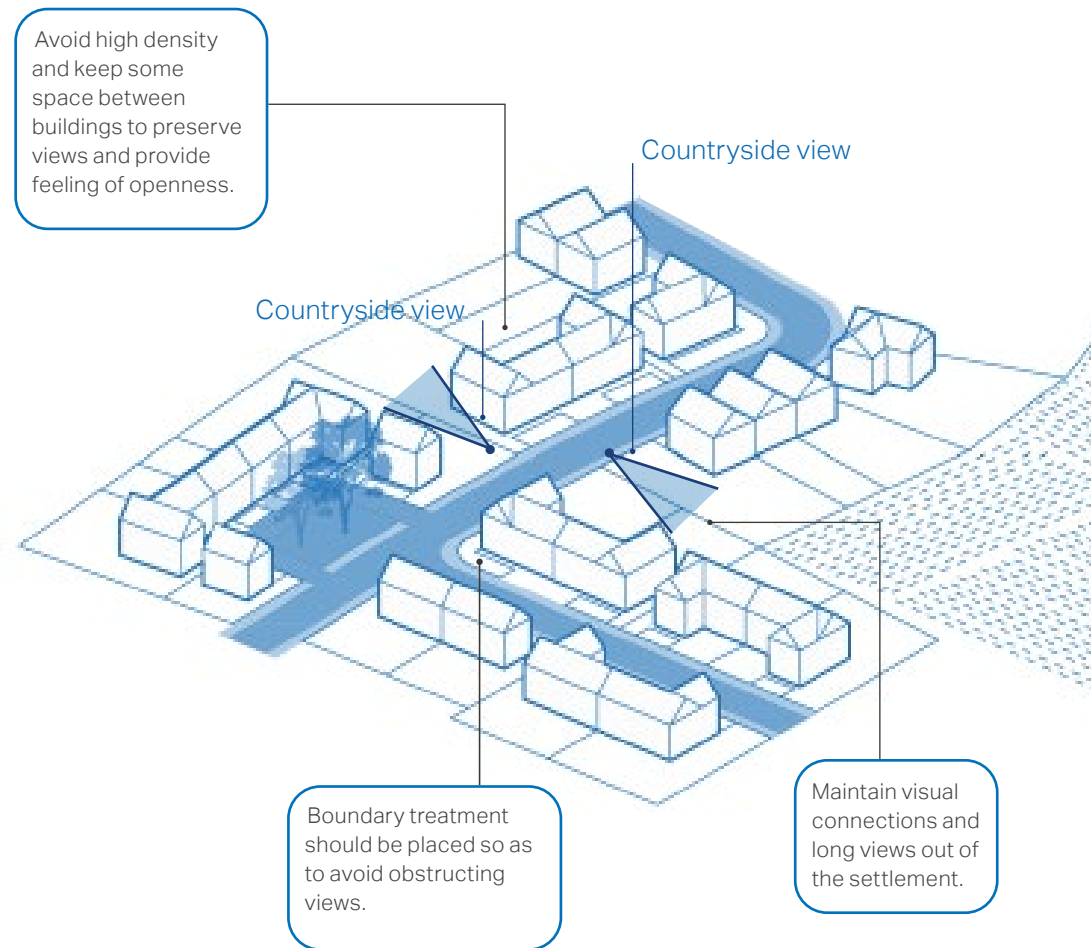 Avoid high density
and keep some
space between
buildings to preserve
views and provide
feeling of openness.
Countryside view
Countryside view
Boundary treatment
should be placed so as
to avoid obstructing
views.
Maintain visual
connections and
long views out of
the settlement.